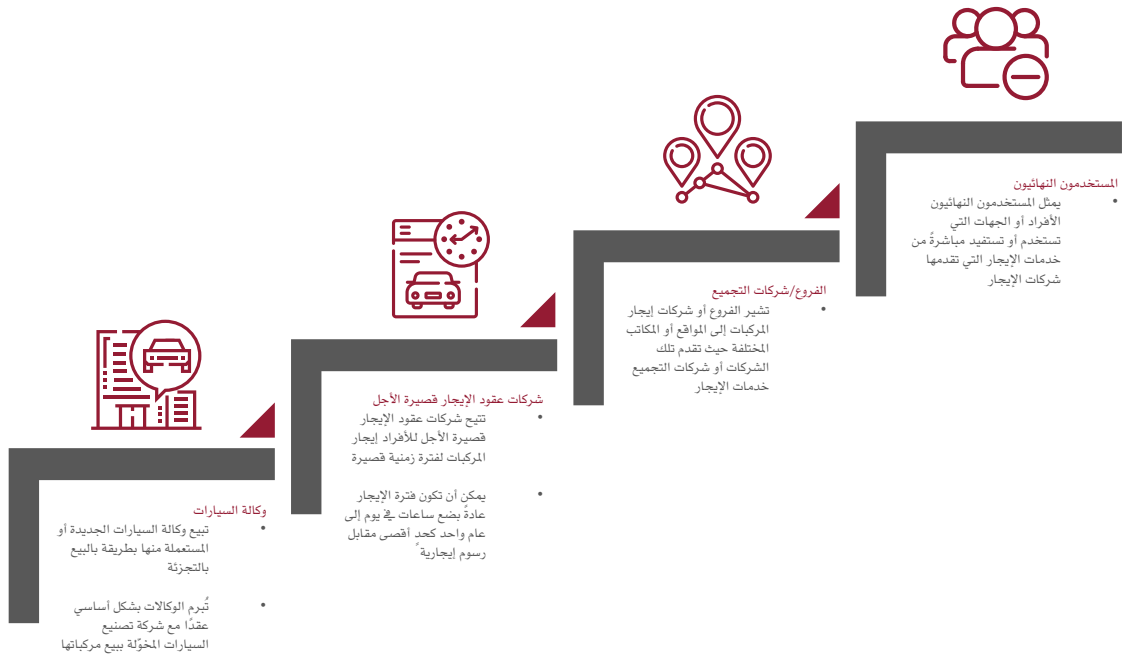 المستخدمون النهائيون
• يمثل المستخدمون النهائيون
الأفراد أو الجهات التي
تستخدم أو تستفيد مباشرةً من
خدمات الإيجار التي تقدمها
شركات الإيجار
الفروع/شركات التجميع
• تشير الفروع أو شركات إيجار
المركبات إلى المواقع أو المكاتب
المختلفة حيث تقدم تلك
الشركات أو شركات التجميع
خدمات الإيجار
شركات عقود الإيجار قصيرة الأجل
• تتيح شركات عقود الإيجار
قصيرة الأجل للأفراد إيجار
المركبات لفترة زمنية قصيرة
• يمكن أن تكون فترة الإيجار
عادةً بضع ساعات في يوم إلى
عام واحد كحد أقصى مقابل
رسوم إيجارية ً
وكالة السيارات
• تبيع وكالة السيارات الجديدة أو
المستعملة منها بطريقة بالبيع
بالتجزئة
• تُبرم الوكالات بشكل أساسي
عقدًا مع شركة تصنيع
السيارات المخوّلة ببيع مركباتها